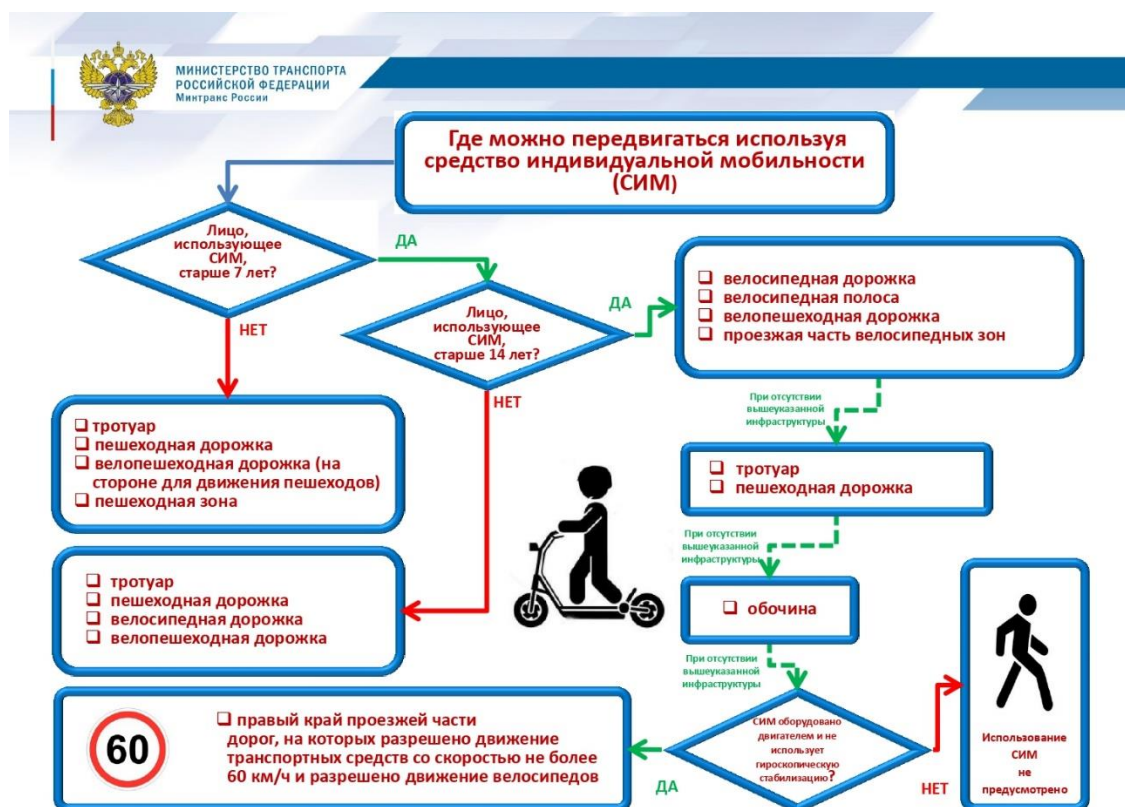 МИНИСТЕРСТВО ТРАНСПОРТА
РОССИЙСКОЙ ФЕДЕРАЦИИ
Минтранс России
Где можно передвигаться используя
средство индивидуальной мобильности
(СИМ)
Лицо,
использующее
СИМ,
старше 7 лет?
ДА
НЕТ
Лицо,
использующее
СИМ,
старше 14 лет?
ДА
НЕТ
велосипедная дорожка
велосипедная полоса
велопешеходная дорожка
проезжая часть велосипедных зон
При отсутствии
вышеуказанной
инфраструктуры
тротуар
пешеходная дорожка
велопешеходная дорожка (на
стороне для движения пешеходов)
пешеходная зона
тротуар
пешеходная дорожка
При отсутствии
вышеуказанной
инфраструктуры
тротуар
пешеходная дорожка
велосипедная дорожка
велопешеходная дорожка
обочина
При отсутствии
вышеуказанной
инфраструктуры
60
правый край проезжей части
дорог, на которых разрешено движение
транспортных средств со скоростью не более
60 км/ч и разрешено движение велосипедов
СИМ оборудовано
двигателем и не
использует
гироскопическую
стабилизацию?
ДА
НЕТ
Использование
СИМ
не
предусмотрено